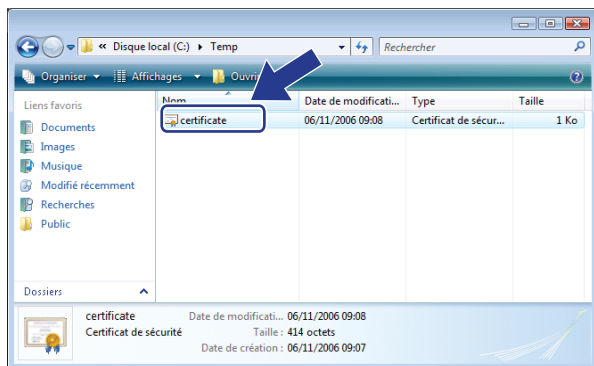 « Disque local (C:) ▸ Temp
Rechercher
Organiser Affichages
Liens favoris
Nom Date de modificati... Type Taille
certificate 06/11/2006 09:08 Certificat de sécur... 1 Ko
Documents
Images
Musique
Modifié récemment
Recherches
Public
Dossiers
certificate Date de modificati... 06/11/2006 09:08
Certificat de sécurité Taille : 414 octets
Date de création : 06/11/2006 09:07